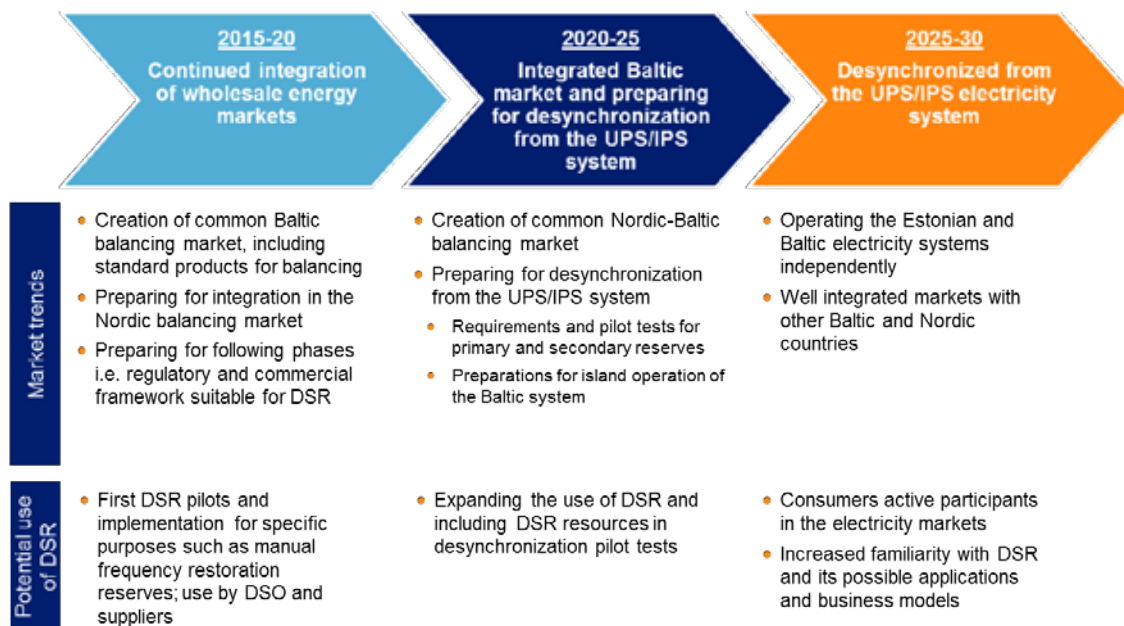 2015-20
Continued integration
of wholesale energy
markets
2020-25
Integrated Baltic
market and preparing
for desynchronization
from the UPS/IPS
system
2025-30
Desynchronized from
the UPS/IPS electricity
system
Market trends
Creation of common Baltic
balancing market, including
standard products for balancing
Preparing for integration in the
Nordic balancing market
Preparing for following phases
i.e. regulatory and commercial
framework suitable for DSR
Creation of common Nordic-Baltic
balancing market
Preparing for desynchronization
from the UPS/IPS system
Requirements and pilot tests for
primary and secondary reserves
Preparations for island operation of
the Baltic system
Operating the Estonian and
Baltic electricity systems
independently
Well integrated markets with
other Baltic and Nordic
countries
Potential use
of DSR
First DSR pilots and
implementation for specific
purposes such as manual
frequency restoration
reserves; use by DSO and
suppliers
Expanding the use of DSR and
including DSR resources in
desynchronization pilot tests
Consumers active participants
in the electricity markets
Increased familiarity with DSR
and its possible applications
and business models